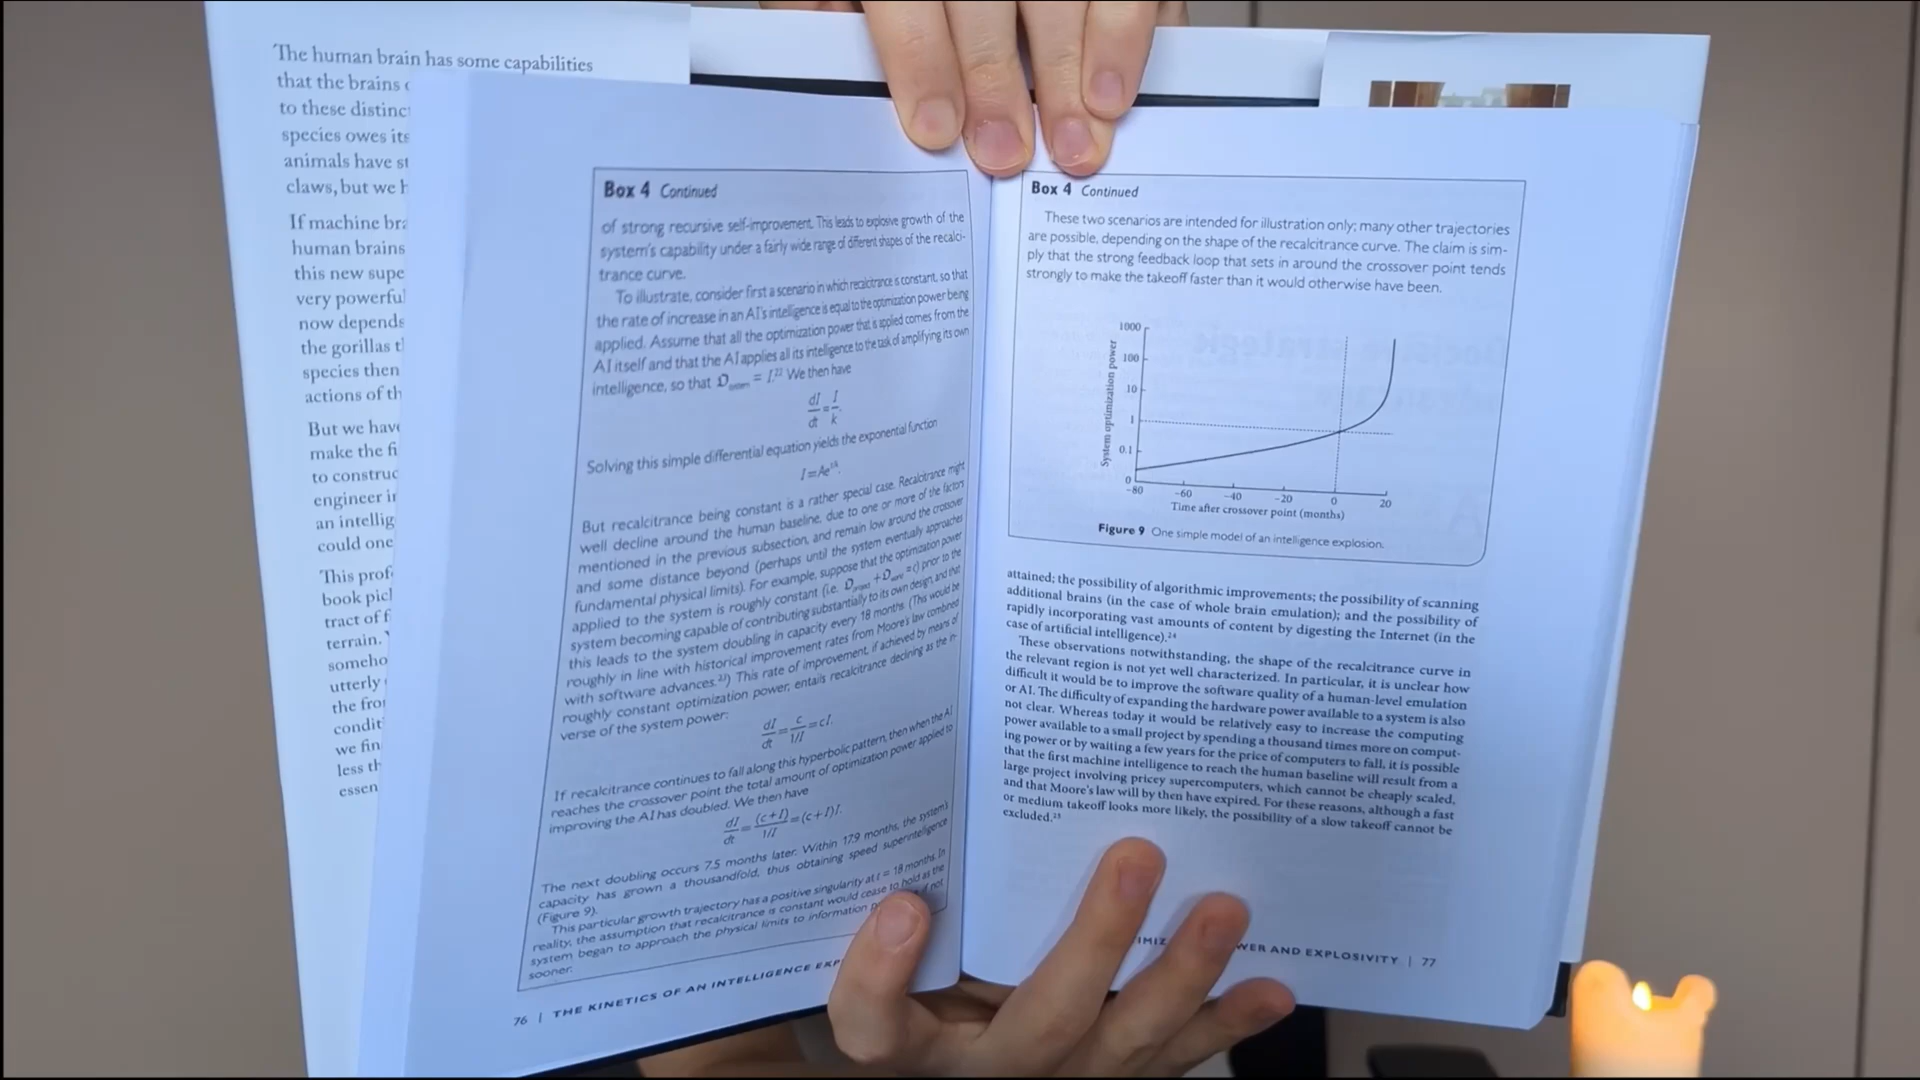 The human brain has some capabilities
that the brains
to these distinc
species owes its
animals have st
claws, but we h
If machine bra
human brains
this new supe
very powerful
now depends
the gorillas t
species then
actions of th
But we have
make the fi
to construc
engineer in
an intellig
could one
This prof
book pic
tract of f
terrain.
someho
utterly
the fro
condit
we fin
less th
essen
Box 4 Continued
of strong recursive self-improvement. This leads to explosive growth of the
system's capability under a fairly wide range of different shapes of the recalci-
trance curve.
To illustrate, consider first a scenario in which recalcitrance is constant, so that
the rate of increase in an AI's intelligence is equal to the optimization power being
applied. Assume that all the optimization power that is applied comes from the
AI itself and that the AI applies all its intelligence to the task of amplifying its own
intelligence, so that D = I.²² We then have
dI/dt = I/k.
Solving this simple differential equation yields the exponential function
I = Ae
But recalcitrance being constant is a rather special case. Recalcitrance might
well decline around the human baseline, due to one or more of the factors
mentioned in the previous subsection, and remain low around the crossover
and some distance beyond (perhaps until the system eventually approaches
fundamental physical limits). For example, suppose that the optimization power
applied to the system is roughly constant (i.e. D + D = c) prior to the
system becoming capable of contributing substantially to its own design, and that
this leads to the system doubling in capacity every 18 months. (This would be
roughly in line with historical improvement rates from Moore's law combined
with software advances.²³) This rate of improvement, if achieved by means of
roughly constant optimization power, entails recalcitrance declining as the in-
verse of the system power:
dI/dt = c/1/I = cI.
If recalcitrance continues to fall along this hyperbolic pattern, then when the AI
reaches the crossover point the total amount of optimization power applied to
improving the AI has doubled. We then have
dI/dt = (c+I)/1/I = (c+I)I.
The next doubling occurs 7.5 months later. Within 17.9 months, the system's
capacity has grown a thousandfold, thus obtaining speed superintelligence
(Figure 9).
This particular growth trajectory has a positive singularity at t = 18 months. In
reality, the assumption that recalcitrance is constant would cease to hold as the
system began to approach the physical limits to information if not
sooner.
76 | THE KINETICS OF AN INTELLIGENCE EXP
Box 4 Continued
These two scenarios are intended for illustration only; many other trajectories
are possible, depending on the shape of the recalcitrance curve. The claim is sim-
ply that the strong feedback loop that sets in around the crossover point tends
strongly to make the takeoff faster than it would otherwise have been.
System optimization power
1000
100
10
1
0.1
0
-80 -60 -40 -20 0 20
Time after crossover point (months)
Figure 9 One simple model of an intelligence explosion.
attained; the possibility of algorithmic improvements; the possibility of scanning
additional brains (in the case of whole brain emulation); and the possibility of
rapidly incorporating vast amounts of content by digesting the Internet (in the
case of artificial intelligence).²⁴
These observations notwithstanding, the shape of the recalcitrance curve in
the relevant region is not yet well characterized. In particular, it is unclear how
difficult it would be to improve the software quality of a human-level emulation
or AI. The difficulty of expanding the hardware power available to a system is also
not clear. Whereas today it would be relatively easy to increase the computing
power available to a small project by spending a thousand times more on comput-
ing power or by waiting a few years for the price of computers to fall, it is possible
that the first machine intelligence to reach the human baseline will result from a
large project involving pricey supercomputers, which cannot be cheaply scaled,
and that Moore's law will by then have expired. For these reasons, although a fast
or medium takeoff looks more likely, the possibility of a slow takeoff cannot be
excluded.²⁵
IMIZ WER AND EXPLOSIVITY | 77